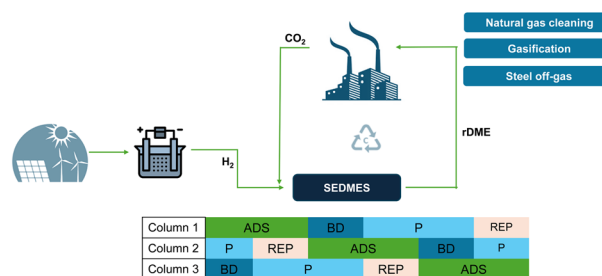 Natural gas cleaning
CO2
Gasification
Steel off-gas
+ −
C
rDME
H2
SEDMES
Column 1 ADS BD P REP
Column 2 P REP ADS BD P
Column 3 BD P REP ADS